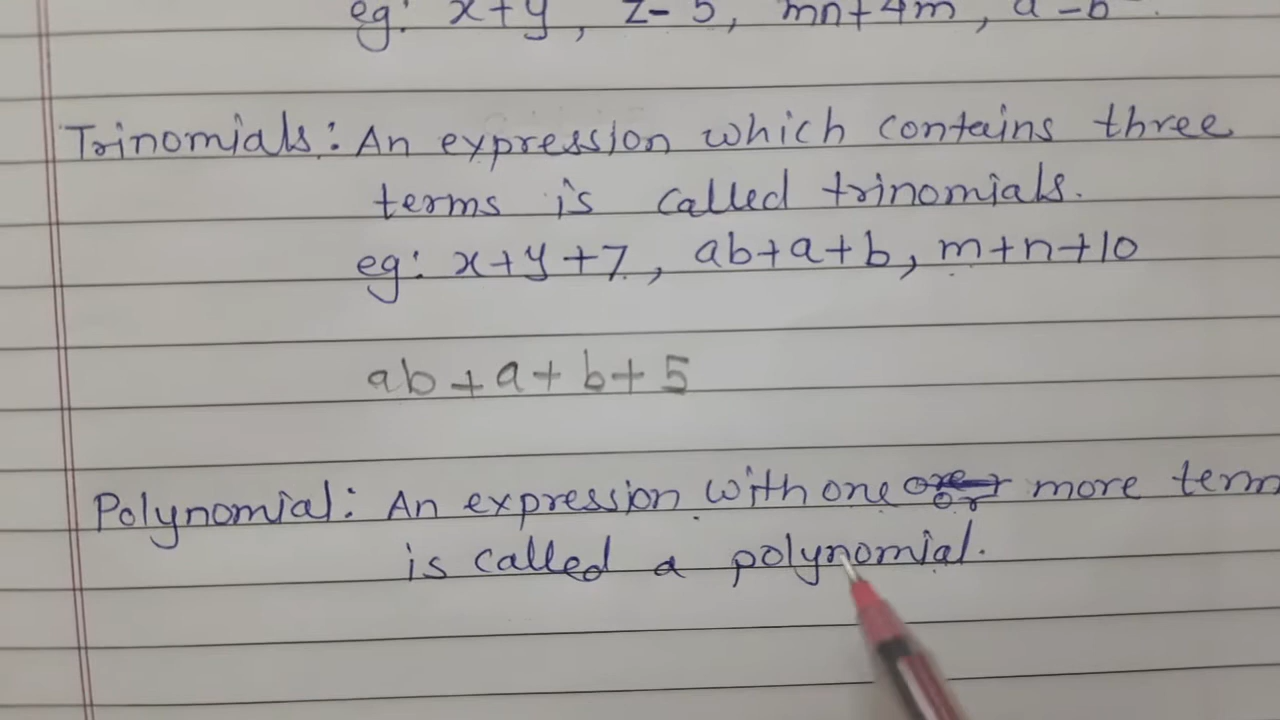 eg: x+y, z-5, mn+4m, a-b
Trinomials: An expression which contains three
terms is called trinomials.
eg: x+y+7, ab+a+b, m+n+10
ab+a+b+5
Polynomial: An expression with one or more term
is called a polynomial.